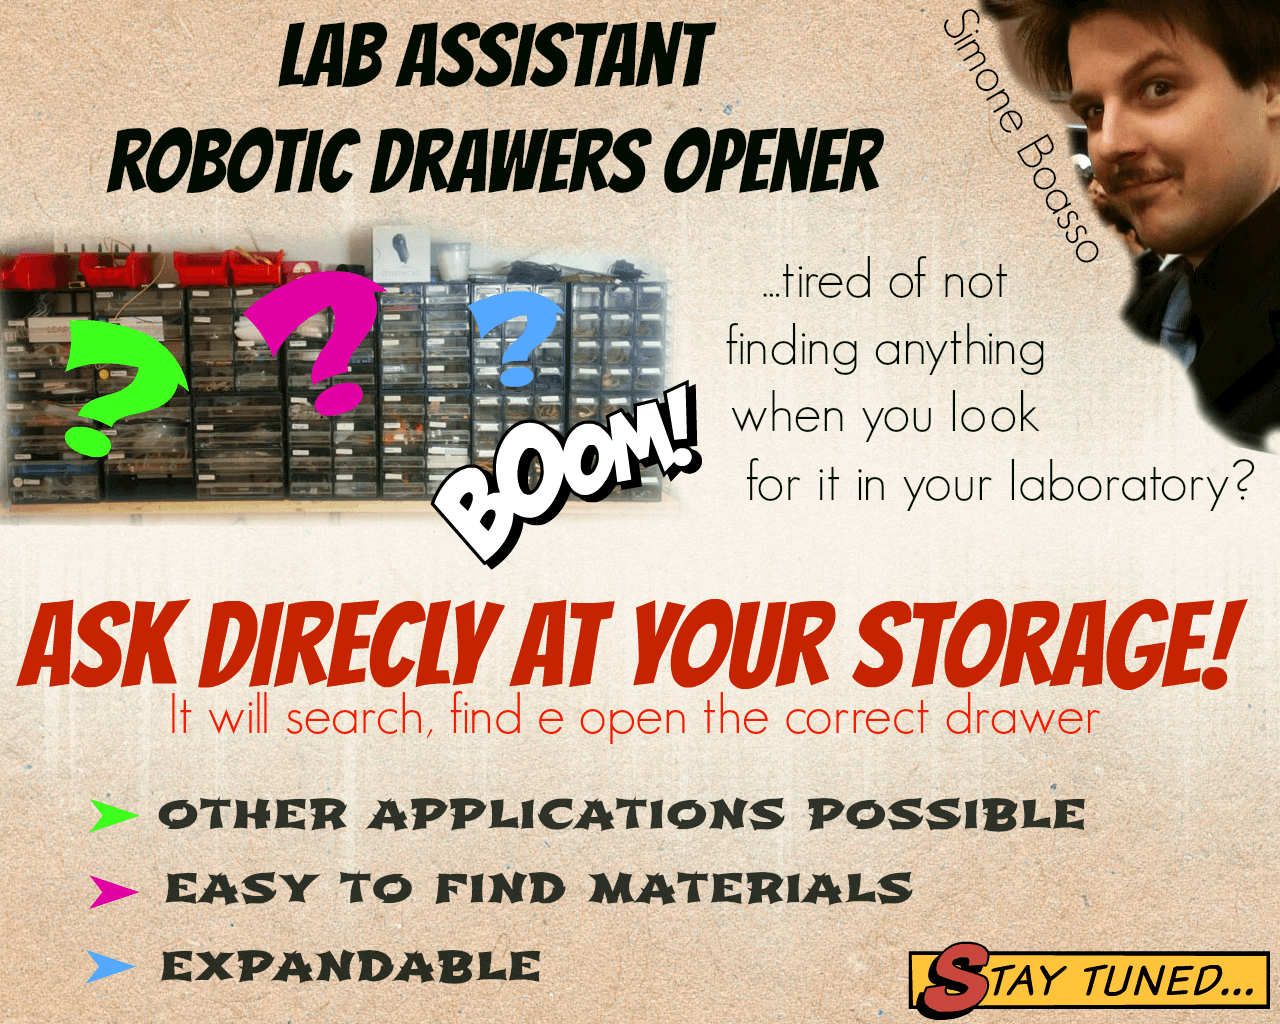 LAB ASSISTANT
ROBOTIC DRAWERS OPENER
Simone Boasso
chromecast
LEAP
...tired of not
finding anything
when you look
for it in your laboratory?
BOOM!
ASK DIRECLY AT YOUR STORAGE!
It will search, find e open the correct drawer
OTHER APPLICATIONS POSSIBLE
EASY TO FIND MATERIALS
EXPANDABLE
STAY TUNED...